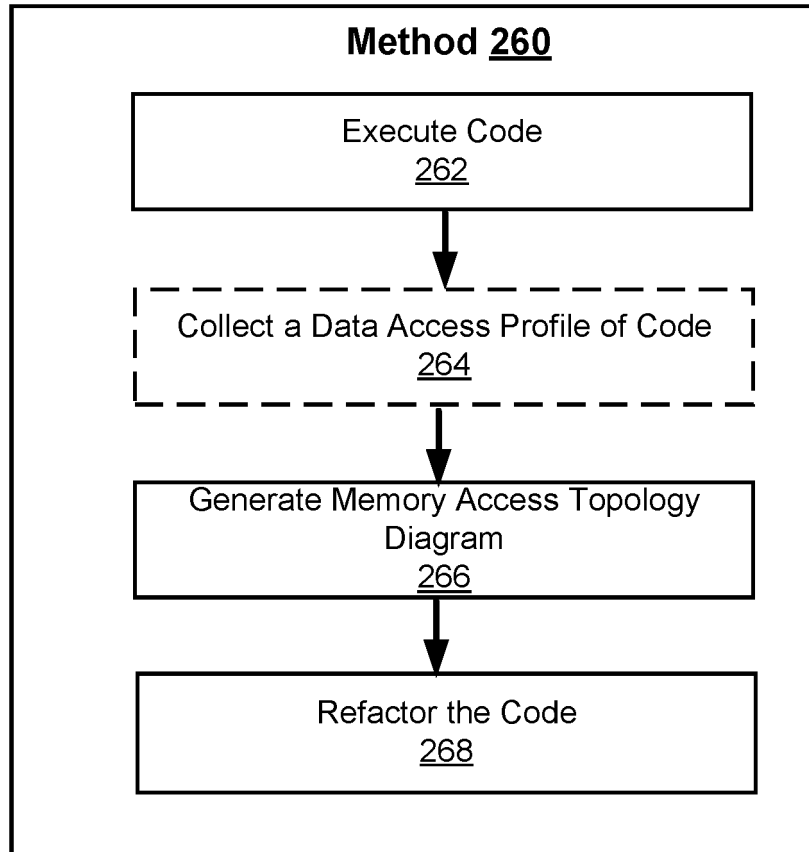 Method 260
Execute Code
262
Collect a Data Access Profile of Code
264
Generate Memory Access Topology
Diagram
266
Refactor the Code
268